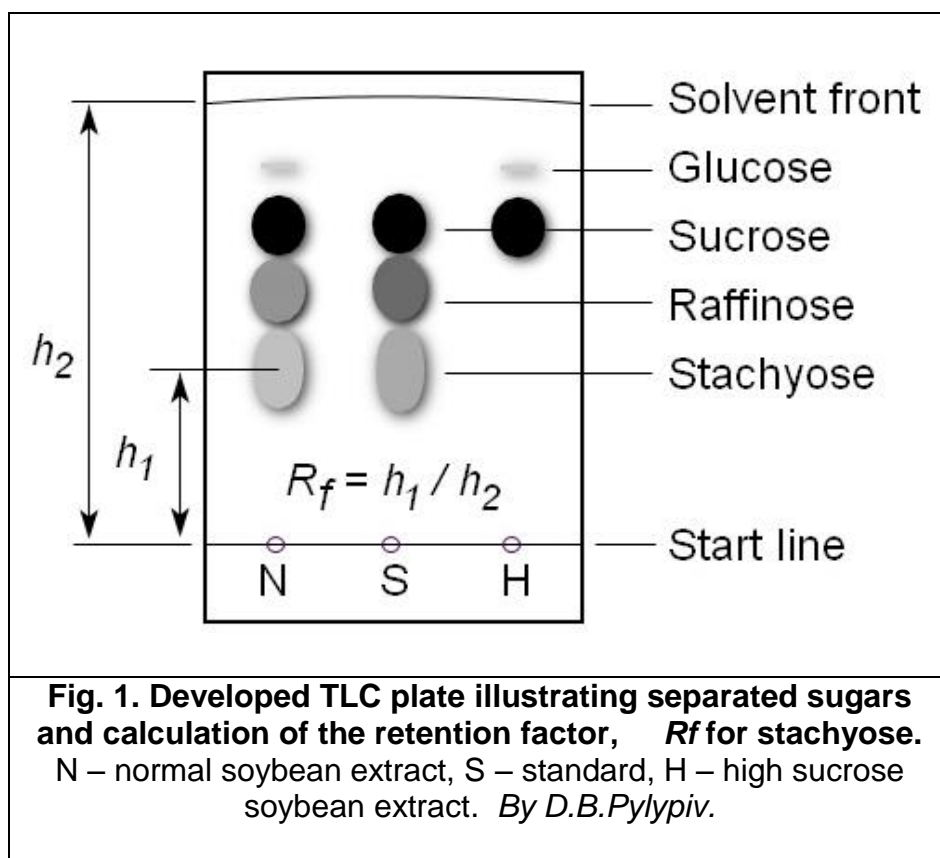 Solvent front
Glucose
Sucrose
Raffinose
Stachyose
h2
h1
Rf = h1 / h2
Start line
N S H
Fig. 1. Developed TLC plate illustrating separated sugars
and calculation of the retention factor, Rf for stachyose.
N – normal soybean extract, S – standard, H – high sucrose
soybean extract. By D.B.Pylypiv.